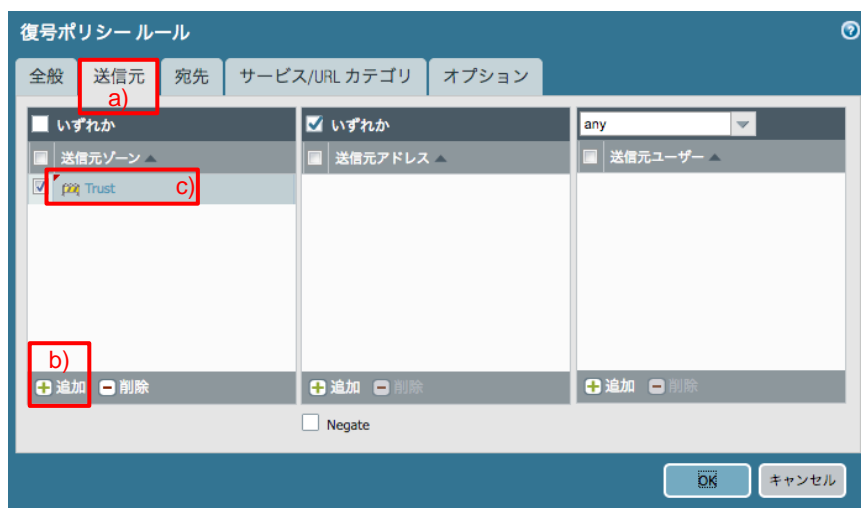 復号ポリシー ルール
全般 送信元 宛先 サービス/URL カテゴリ オプション
a)
いずれか いずれか any
送信元ゾーン 送信元アドレス 送信元ユーザー
Trust c)
b)
追加 削除 追加 削除 追加 削除
Negate
OK キャンセル